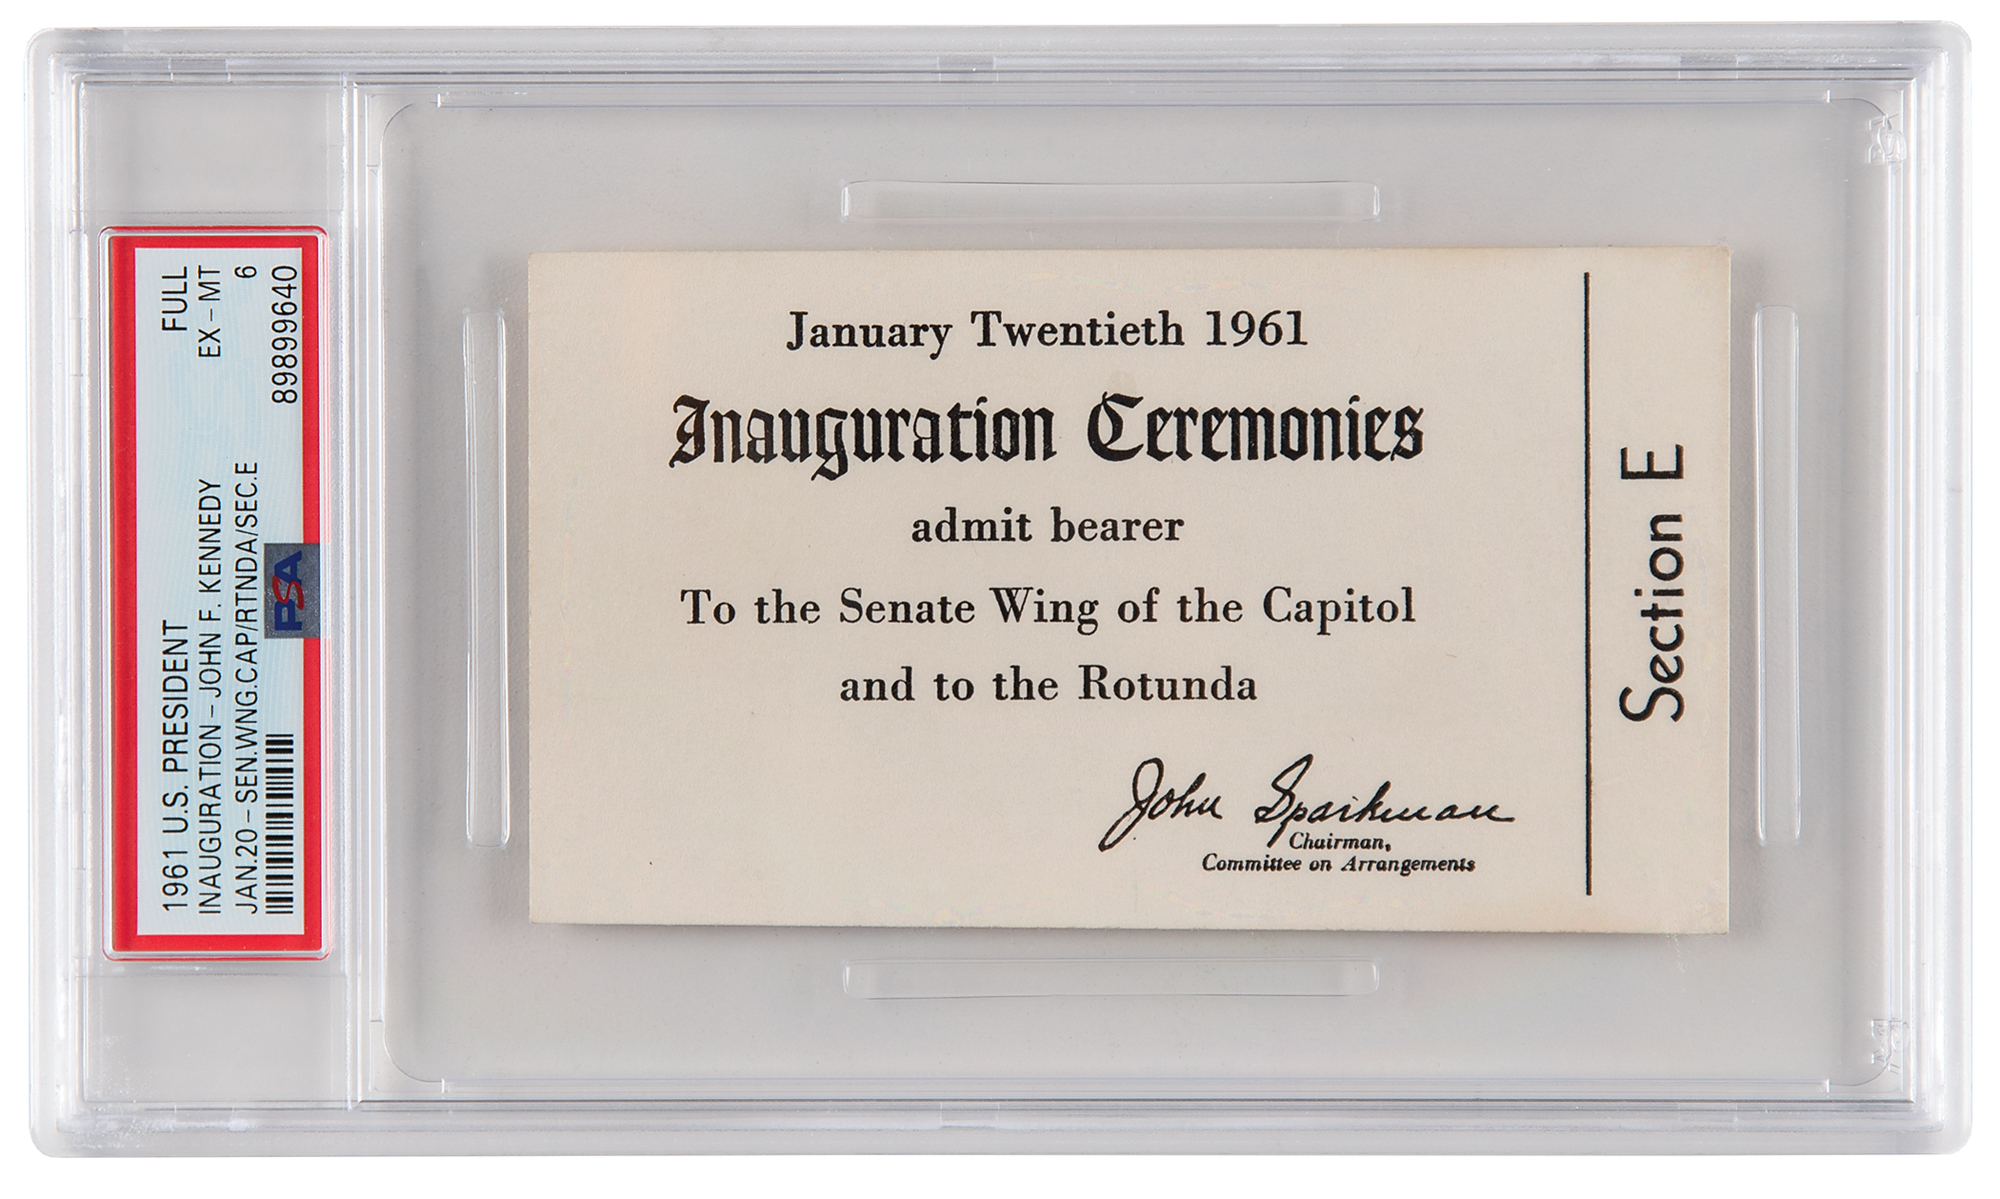 1961 U.S. PRESIDENT FULL
INAUGURATION - JOHN F. KENNEDY EX - MT
JAN.20 - SEN.WNG.CAP/RTNDA/SEC.E 6
PSA 89899640
January Twentieth 1961
Inauguration Ceremonies
admit bearer
To the Senate Wing of the Capitol
and to the Rotunda
John Sparkman
Chairman,
Committee on Arrangements
Section E